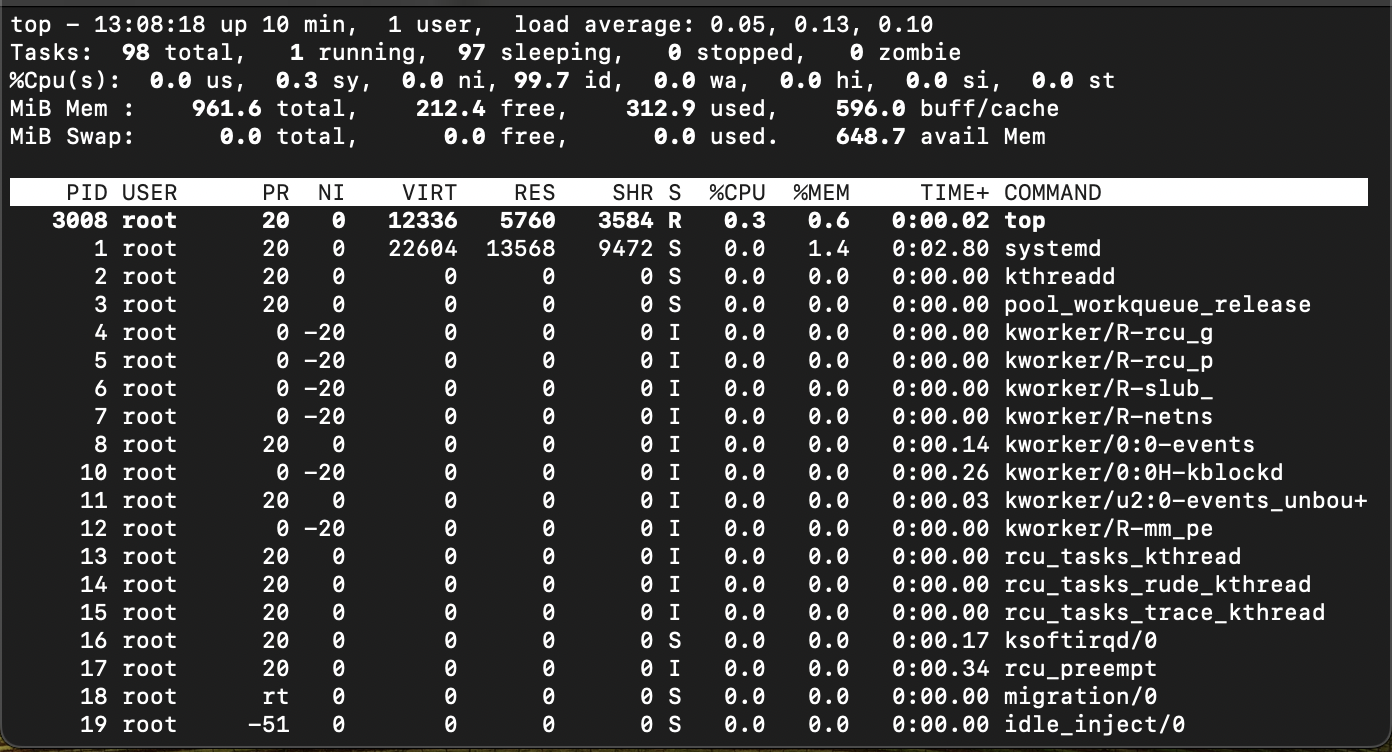 top - 13:08:18 up 10 min,  1 user,  load average: 0.05, 0.13, 0.10
Tasks:  98 total,   1 running,  97 sleeping,   0 stopped,   0 zombie
%Cpu(s):  0.0 us,  0.3 sy,  0.0 ni, 99.7 id,  0.0 wa,  0.0 hi,  0.0 si,  0.0 st
MiB Mem :    961.6 total,    212.4 free,    312.9 used,    596.0 buff/cache
MiB Swap:      0.0 total,      0.0 free,      0.0 used.    648.7 avail Mem
    PID USER      PR  NI    VIRT    RES    SHR S  %CPU  %MEM     TIME+ COMMAND
   3008 root      20   0   12336   5760   3584 R   0.3   0.6   0:00.02 top
      1 root      20   0   22604  13568   9472 S   0.0   1.4   0:02.80 systemd
      2 root      20   0       0      0      0 S   0.0   0.0   0:00.00 kthreadd
      3 root      20   0       0      0      0 S   0.0   0.0   0:00.00 pool_workqueue_release
      4 root       0 -20       0      0      0 I   0.0   0.0   0:00.00 kworker/R-rcu_g
      5 root       0 -20       0      0      0 I   0.0   0.0   0:00.00 kworker/R-rcu_p
      6 root       0 -20       0      0      0 I   0.0   0.0   0:00.00 kworker/R-slub_
      7 root       0 -20       0      0      0 I   0.0   0.0   0:00.00 kworker/R-netns
      8 root      20   0       0      0      0 I   0.0   0.0   0:00.14 kworker/0:0-events
     10 root       0 -20       0      0      0 I   0.0   0.0   0:00.26 kworker/0:0H-kblockd
     11 root      20   0       0      0      0 I   0.0   0.0   0:00.03 kworker/u2:0-events_unbou+
     12 root       0 -20       0      0      0 I   0.0   0.0   0:00.00 kworker/R-mm_pe
     13 root      20   0       0      0      0 I   0.0   0.0   0:00.00 rcu_tasks_kthread
     14 root      20   0       0      0      0 I   0.0   0.0   0:00.00 rcu_tasks_rude_kthread
     15 root      20   0       0      0      0 I   0.0   0.0   0:00.00 rcu_tasks_trace_kthread
     16 root      20   0       0      0      0 S   0.0   0.0   0:00.17 ksoftirqd/0
     17 root      20   0       0      0      0 I   0.0   0.0   0:00.34 rcu_preempt
     18 root      rt   0       0      0      0 S   0.0   0.0   0:00.00 migration/0
     19 root     -51   0       0      0      0 S   0.0   0.0   0:00.00 idle_inject/0